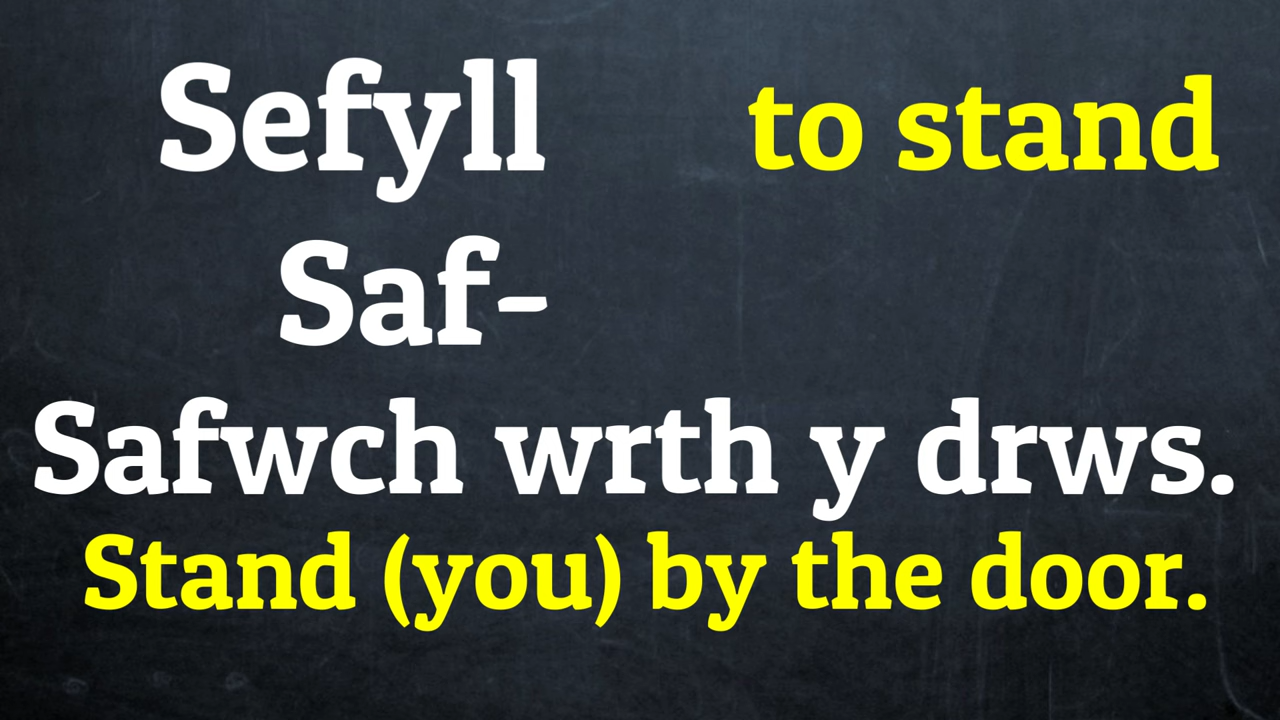 Sefyll to stand
Saf-
Safwch wrth y drws.
Stand (you) by the door.